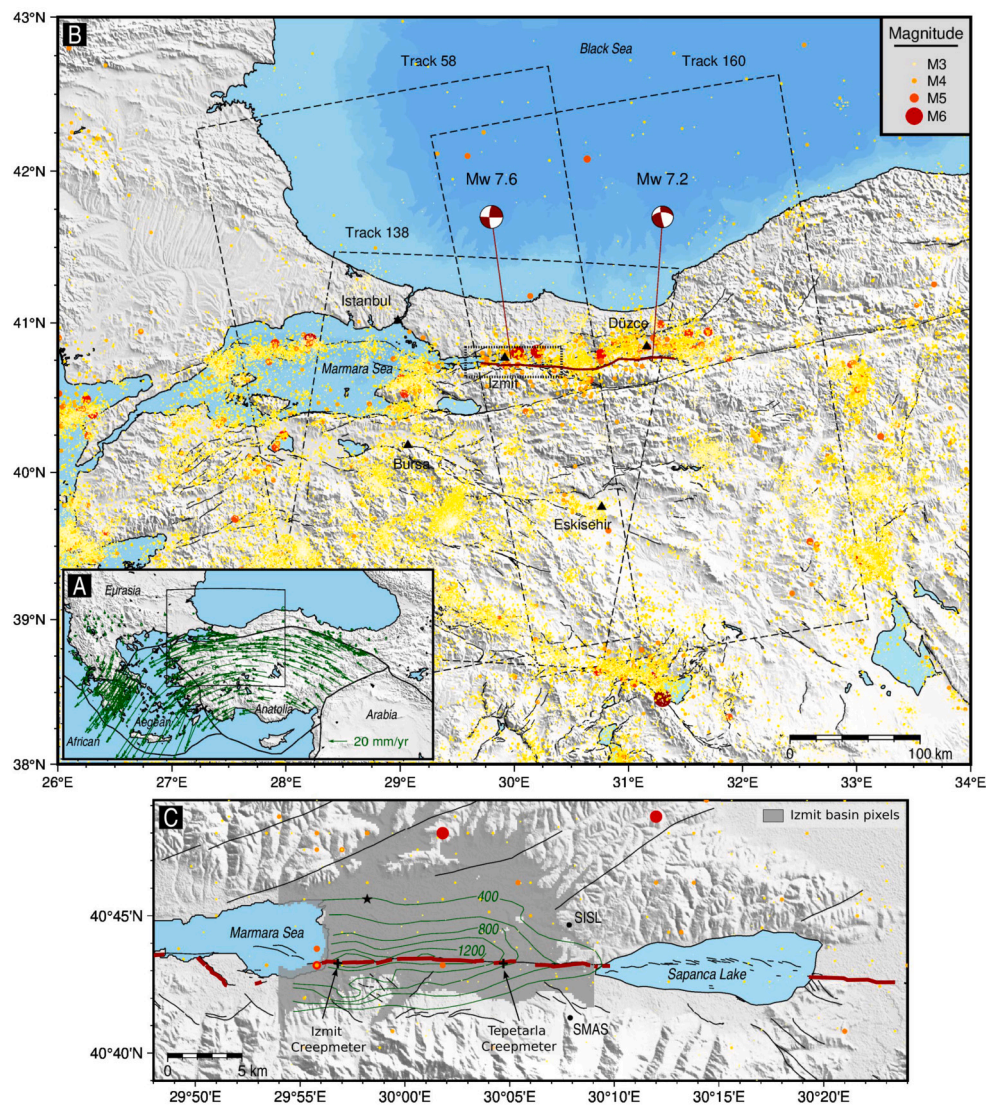 43°N
42°N
41°N
40°N
39°N
38°N
26°E
27°E
28°E
29°E
30°E
31°E
32°E
33°E
34°E
B
Black Sea
Track 58
Track 160
Magnitude
M3
M4
M5
M6
Mw 7.6
Mw 7.2
Track 138
Istanbul
Düzce
Marmara Sea
Izmit
Bursa
Eskisehir
0
100 km
A
Eurasia
Aegean
Anatolia
Arabia
African
20 mm/yr
C
Izmit basin pixels
40°45'N
40°40'N
Marmara Sea
400
800
1200
SISL
Sapanca Lake
SMAS
Izmit
Creepmeter
Tepetarla
Creepmeter
0
5 km
29°50'E
29°55'E
30°00'E
30°05'E
30°10'E
30°15'E
30°20'E